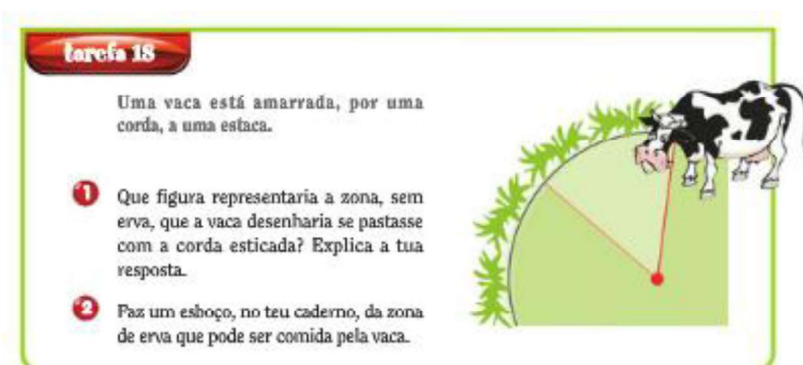 tarefa 18
Uma vaca está amarrada, por uma
corda, a uma estaca.
1 Que figura representaria a zona, sem
erva, que a vaca desenharia se pastasse
com a corda esticada? Explica a tua
resposta.
2 Faz um esboço, no teu caderno, da zona
de erva que pode ser comida pela vaca.